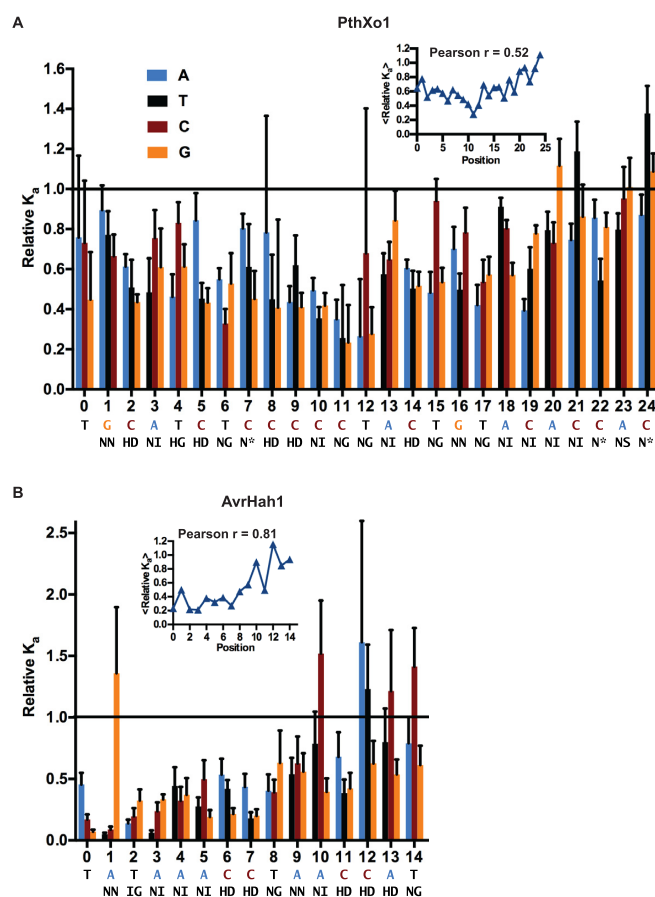 A
PthXo1
Pearson r = 0.52
<Relative Ka>
1.2
1.0
0.8
0.6
0.4
0.2
0.0
0 5 10 15 20 25
Position
A
T
C
G
Relative Ka
1.6
1.4
1.2
1.0
0.8
0.6
0.4
0.2
0.0
0 1 2 3 4 5 6 7 8 9 10 11 12 13 14 15 16 17 18 19 20 21 22 23 24
T G C A T C T C C C C C T A C T G T A C A C C A C
NN HD NI HG HD NG N* HD HD NI NG NG NI HD NG NN NG NI NI NI NI N* NS N*
B
AvrHah1
Pearson r = 0.81
<Relative Ka>
1.2
1.0
0.8
0.6
0.4
0.2
0.0
0 2 4 6 8 10 12 14
Position
Relative Ka
2.5
2.0
1.5
1.0
0.5
0.0
0 1 2 3 4 5 6 7 8 9 10 11 12 13 14
T A T A A A C C T A A C C A T
NN IG NI NI NI HD HD NG NN NI HD HD HD NG